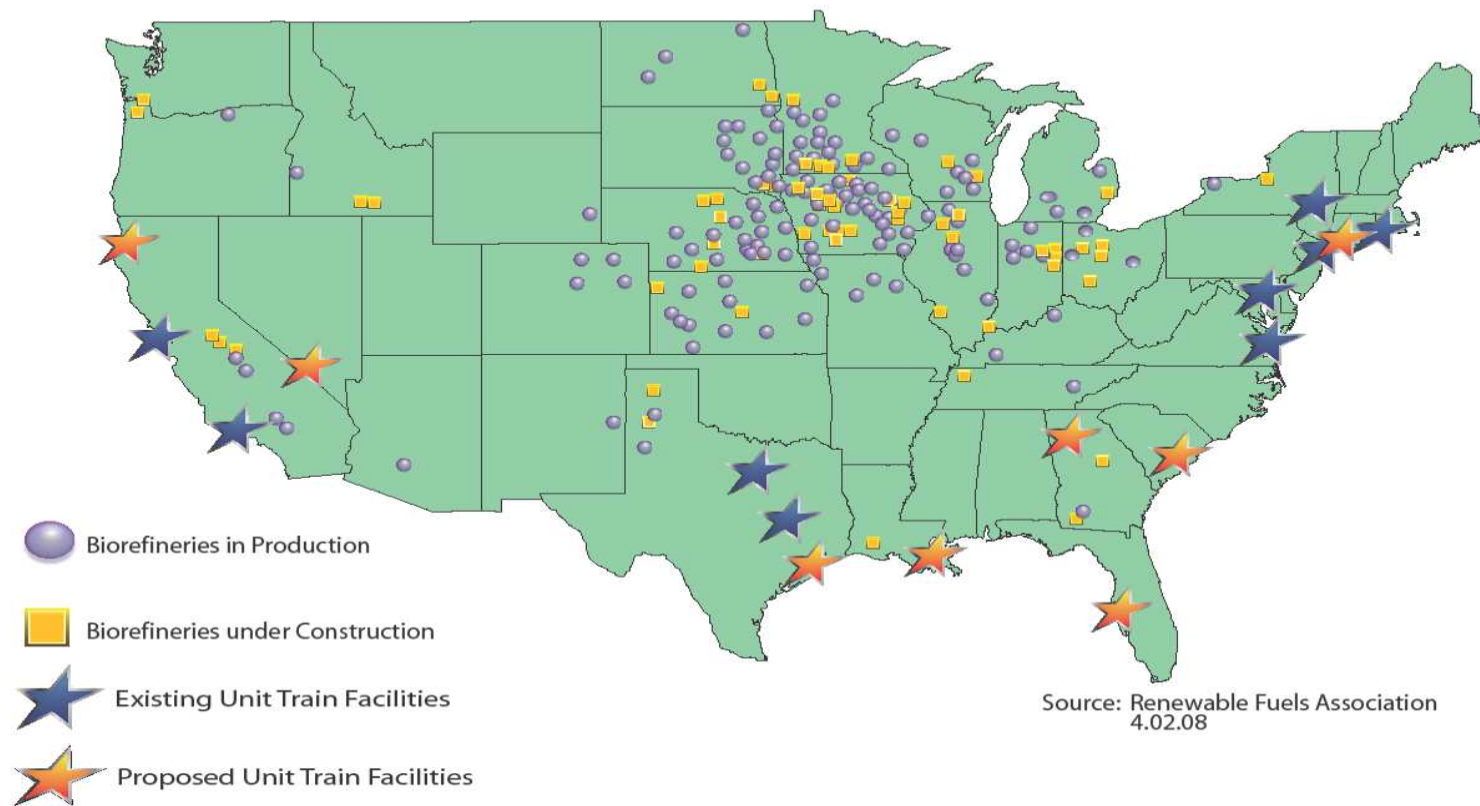 Biorefineries in Production
Biorefineries under Construction
Existing Unit Train Facilities
Proposed Unit Train Facilities
Source: Renewable Fuels Association
4.02.08